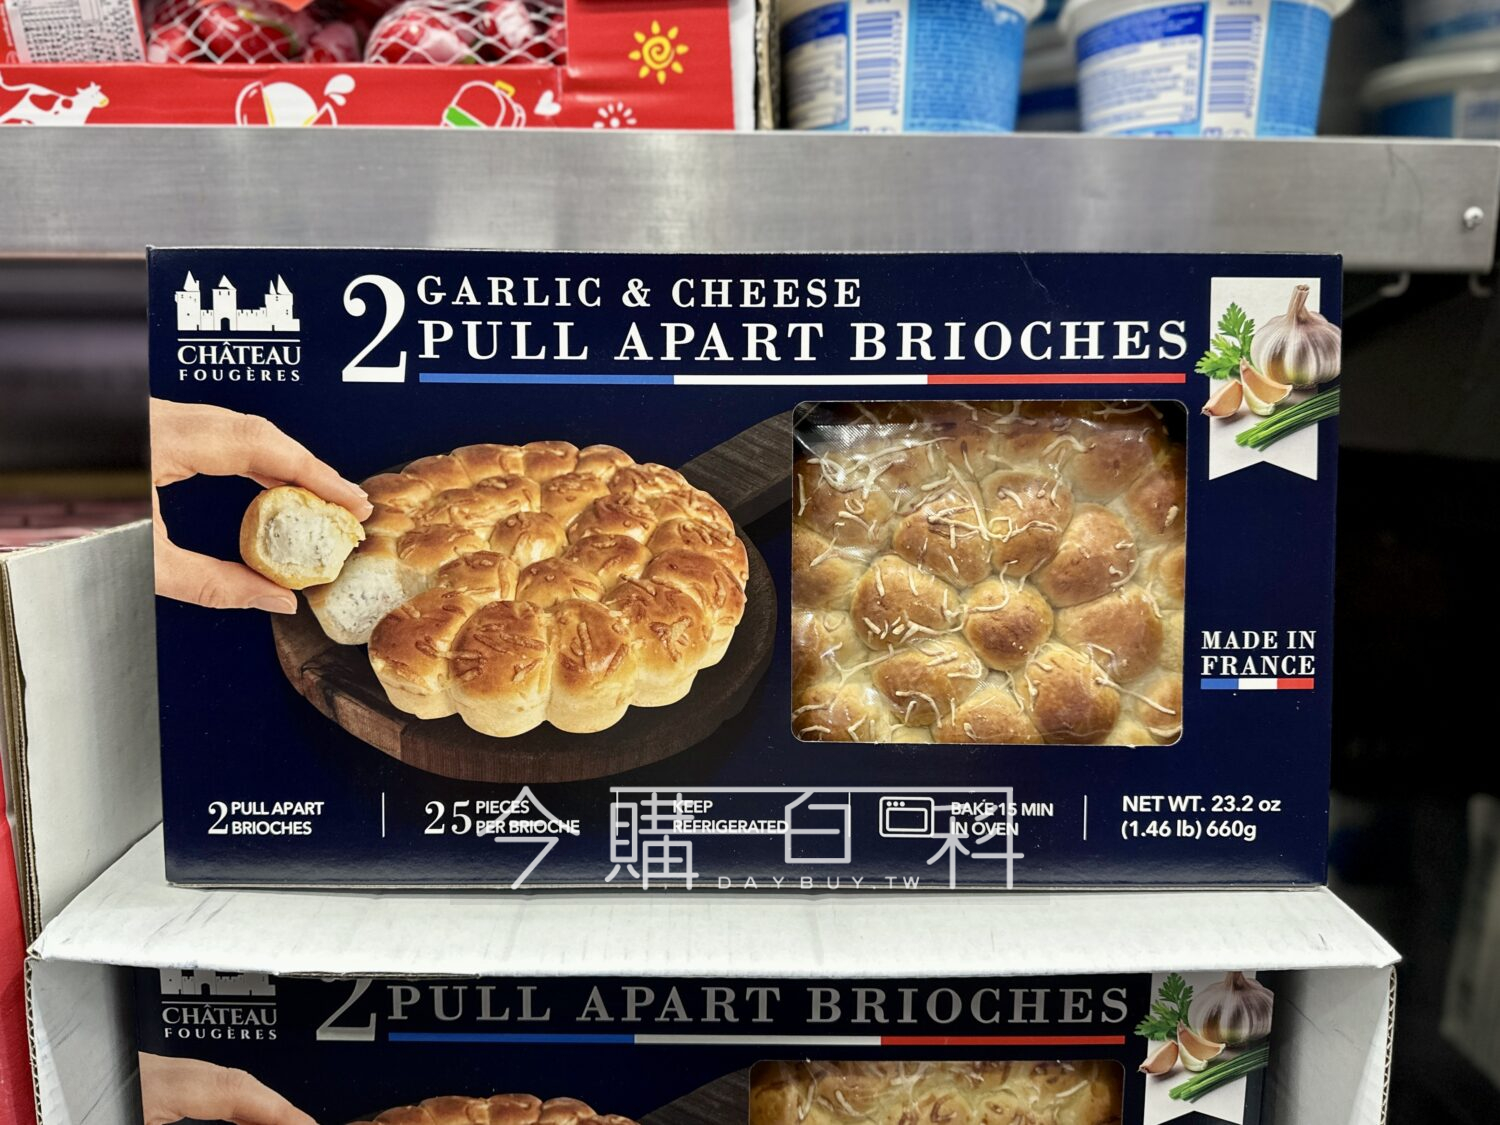 CHÂTEAU
FOUGÈRES
2 GARLIC & CHEESE
PULL APART BRIOCHES
MADE IN
FRANCE
2 PULL APART
BRIOCHES
25 PIECES
PER BRIOCHE
KEEP
REFRIGERATED
BAKE 15 MIN
IN OVEN
NET WT. 23.2 oz
(1.46 lb) 660g
今購百科
DAYBUY.TW
CHÂTEAU
FOUGÈRES
2 PULL APART BRIOCHES